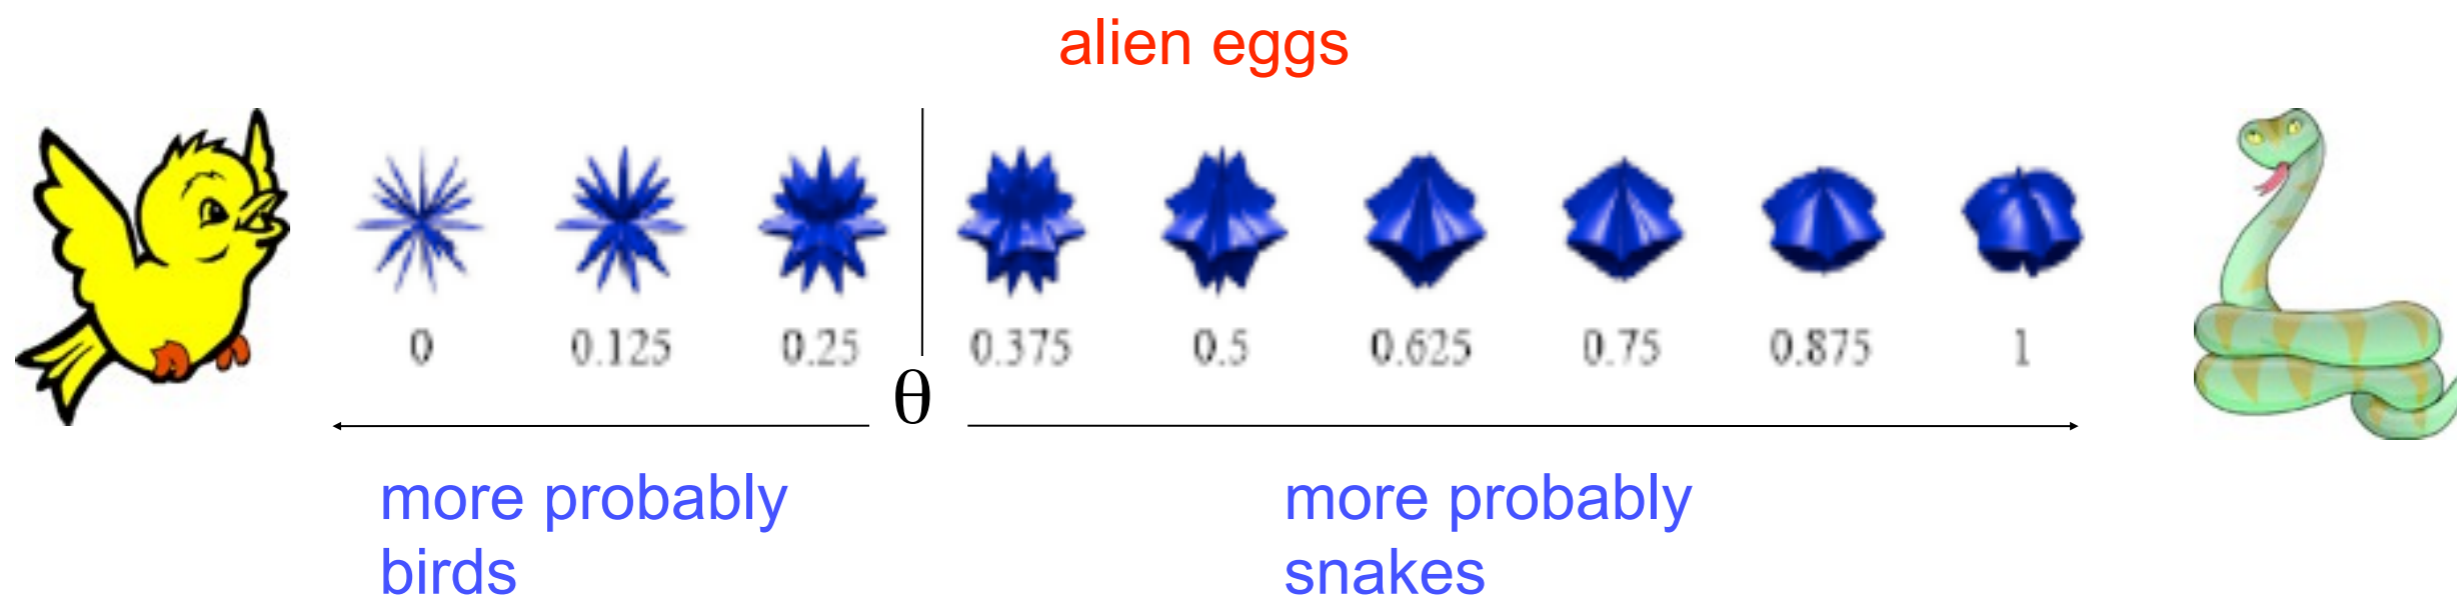 alien eggs
0 0.125 0.25 0.375 0.5 0.625 0.75 0.875 1
θ
more probably
birds
more probably
snakes